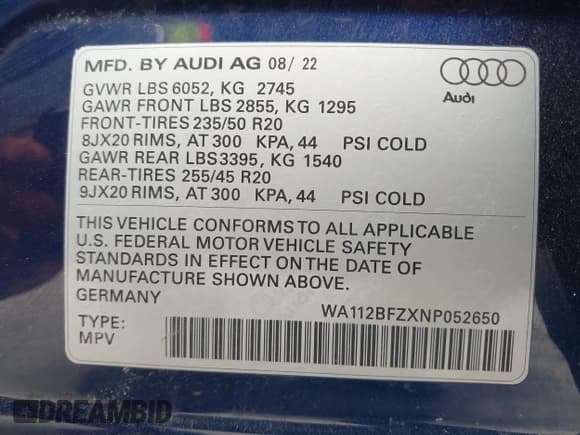 MFD. BY AUDI AG 08/ 22
GVWR LBS 6052, KG 2745
GAWR FRONT LBS 2855, KG 1295
FRONT-TIRES 235/50 R20
8JX20 RIMS, AT 300 KPA, 44 PSI COLD
GAWR REAR LBS3395, KG 1540
REAR-TIRES 255/45 R20
9JX20 RIMS, AT 300 KPA, 44 PSI COLD
Audi
THIS VEHICLE CONFORMS TO ALL APPLICABLE
U.S. FEDERAL MOTOR VEHICLE SAFETY
STANDARDS IN EFFECT ON THE DATE OF
MANUFACTURE SHOWN ABOVE.
GERMANY WA112BFZXNP052650
TYPE:
MPV
DREAMBID